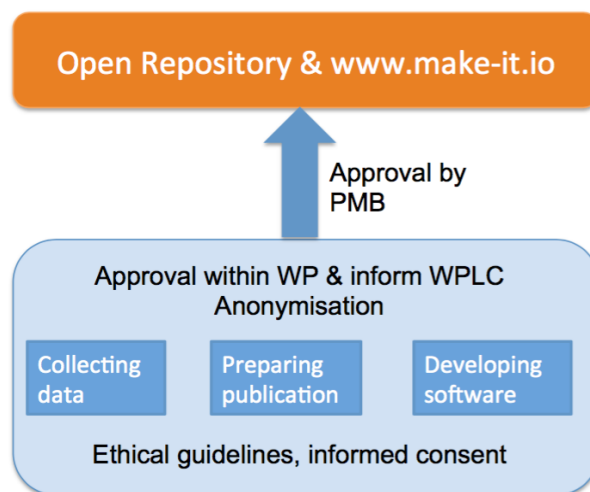 Open Repository & www.make-it.io
Approval by
PMB
Approval within WP & inform WPLC
Anonymisation
Collecting
data
Preparing
publication
Developing
software
Ethical guidelines, informed consent